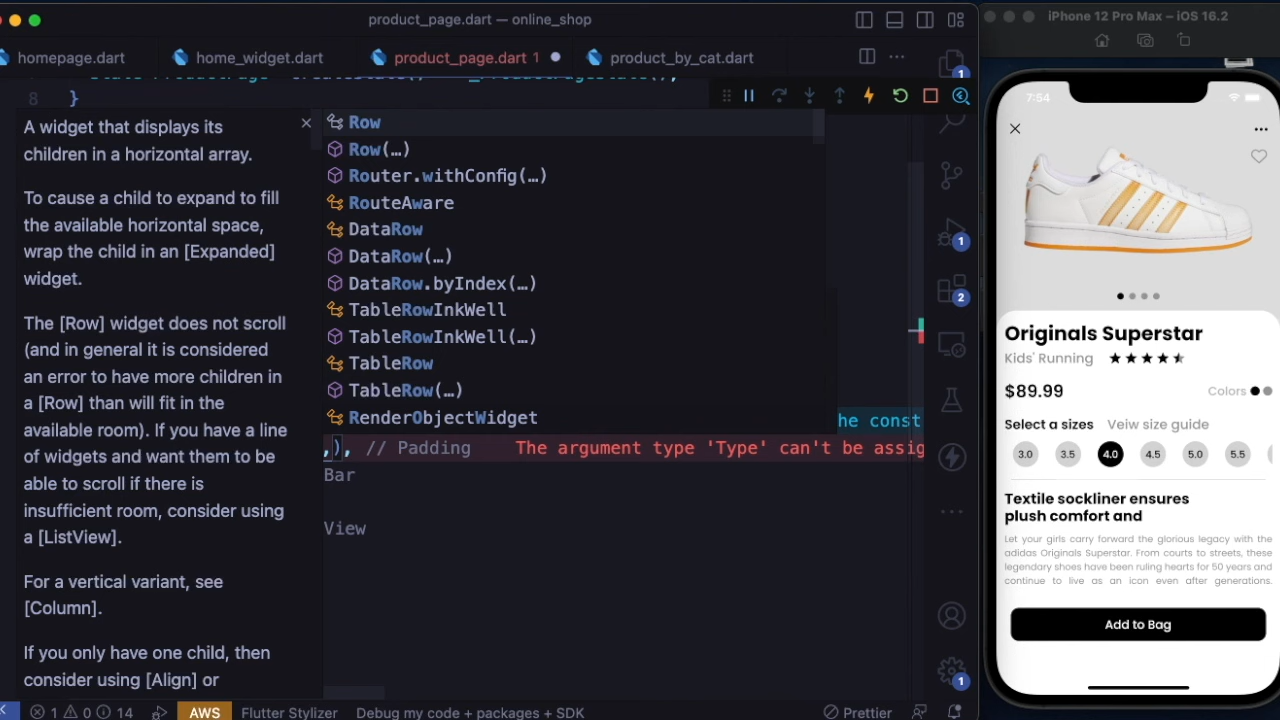 product_page.dart — online_shop
iPhone 12 Pro Max – iOS 16.2
homepage.dart
home_widget.dart
product_page.dart 1
product_by_cat.dart
8 }
A widget that displays its
children in a horizontal array.
To cause a child to expand to fill
the available horizontal space,
wrap the child in an [Expanded]
widget.
The [Row] widget does not scroll
(and in general it is considered
an error to have more children in
a [Row] than will fit in the
available room). If you have a line
of widgets and want them to be
able to scroll if there is
insufficient room, consider using
a [ListView].
For a vertical variant, see
[Column].
If you only have one child, then
consider using [Align] or
Row
Row(…)
Router.withConfig(…)
RouteAware
DataRow
DataRow(…)
DataRow.byIndex(…)
TableRowInkWell
TableRowInkWell(…)
TableRow
TableRow(…)
RenderObjectWidget
he const
,), // Padding The argument type 'Type' can't be assig
Bar
View
1
1
2
1
1 0 14
AWS
Flutter Stylizer
Debug my code + packages + SDK
Prettier
7:54
Originals Superstar
Kids' Running
$89.99
Colors
Select a sizes Veiw size guide
3.0 3.5 4.0 4.5 5.0 5.5
Textile sockliner ensures
plush comfort and
Let your girls carry forward the glorious legacy with the
adidas Originals Superstar. From courts to streets, these
legendary shoes have been ruling hearts for 50 years and
continue to live as an icon even after generations.
Add to Bag